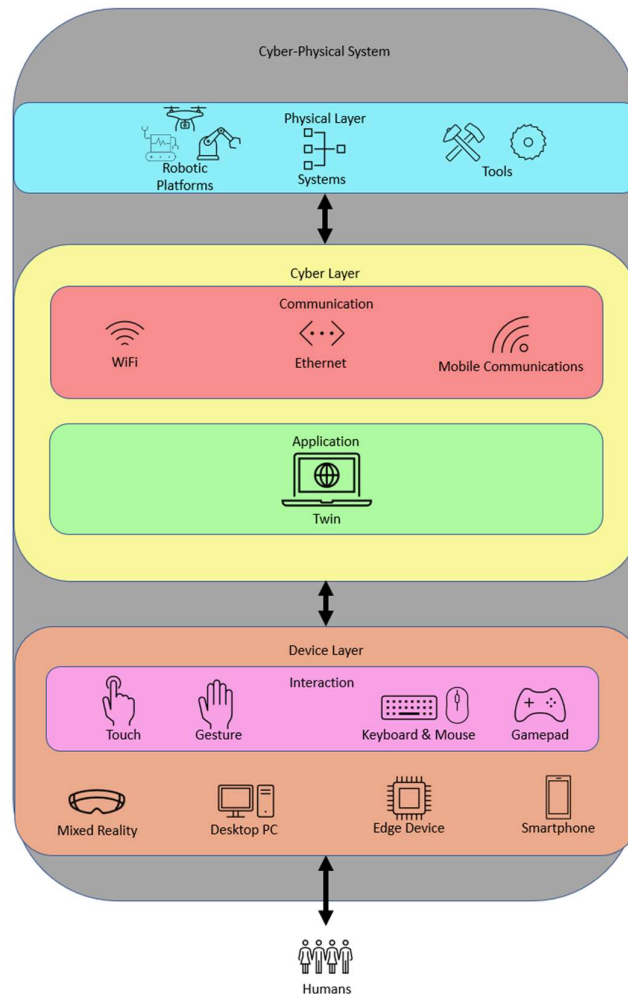 Cyber-Physical System
Physical Layer
Robotic
Platforms
Systems
Tools
Cyber Layer
Communication
WiFi
Ethernet
Mobile Communications
Application
Twin
Device Layer
Interaction
Touch
Gesture
Keyboard & Mouse
Gamepad
Mixed Reality
Desktop PC
Edge Device
Smartphone
Humans